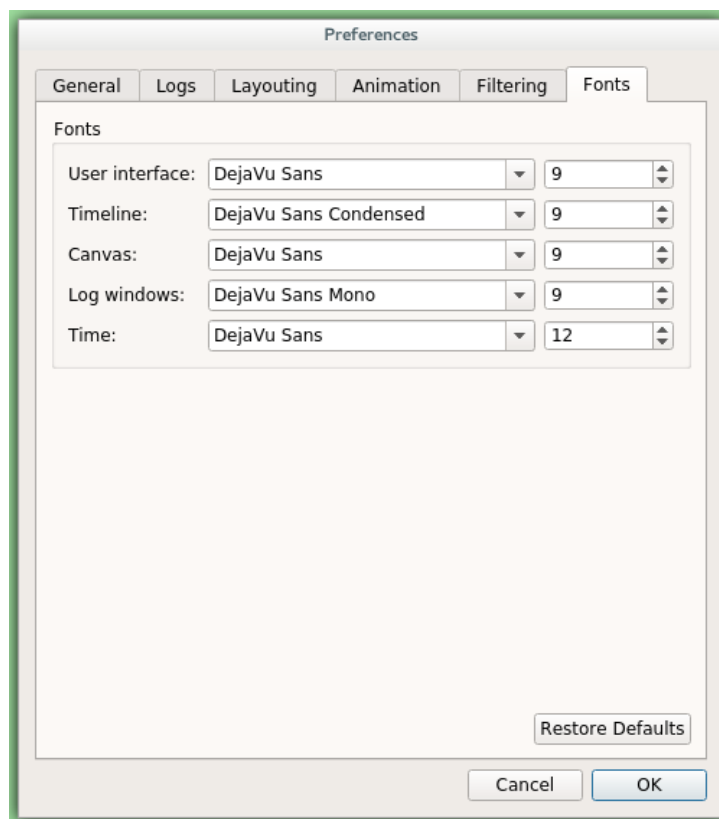 Preferences
General Logs Layouting Animation Filtering Fonts
Fonts
User interface: DejaVu Sans 9
Timeline: DejaVu Sans Condensed 9
Canvas: DejaVu Sans 9
Log windows: DejaVu Sans Mono 9
Time: DejaVu Sans 12
Restore Defaults
Cancel OK